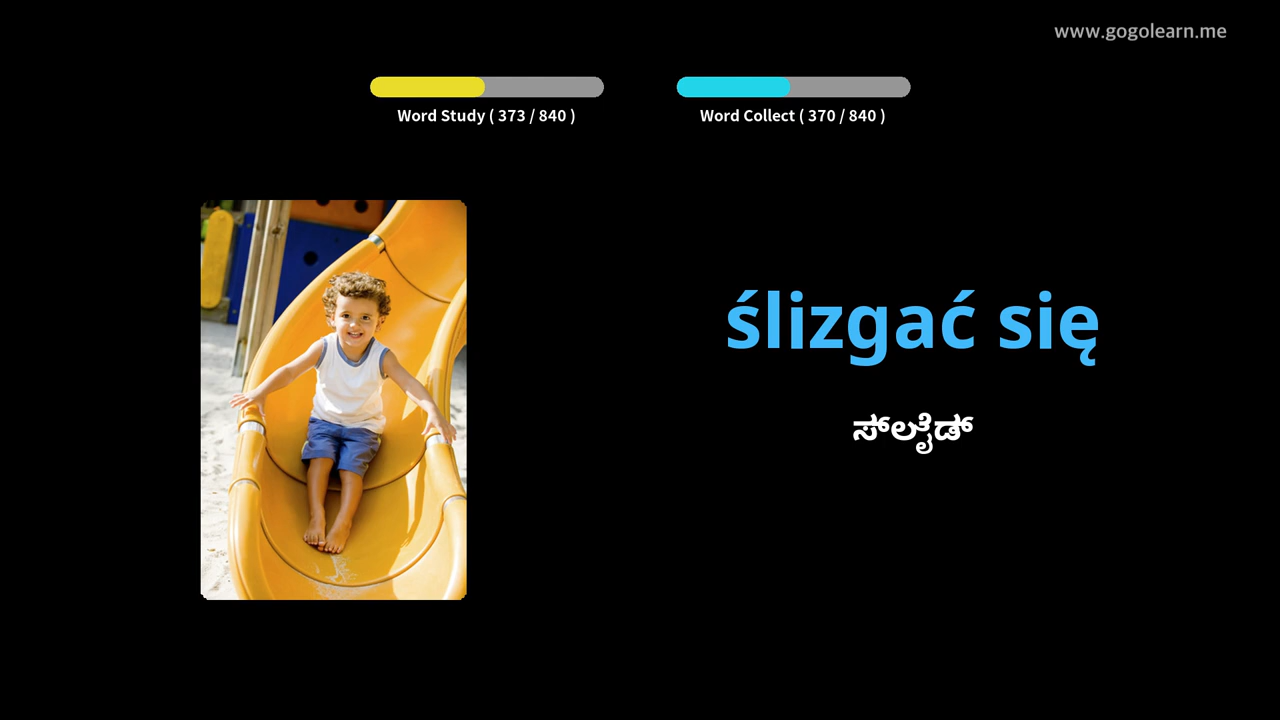 www.gogolearn.me
Word Study ( 373 / 840 )
Word Collect ( 370 / 840 )
ślizgać się
ಸ್ಲೈಡ್